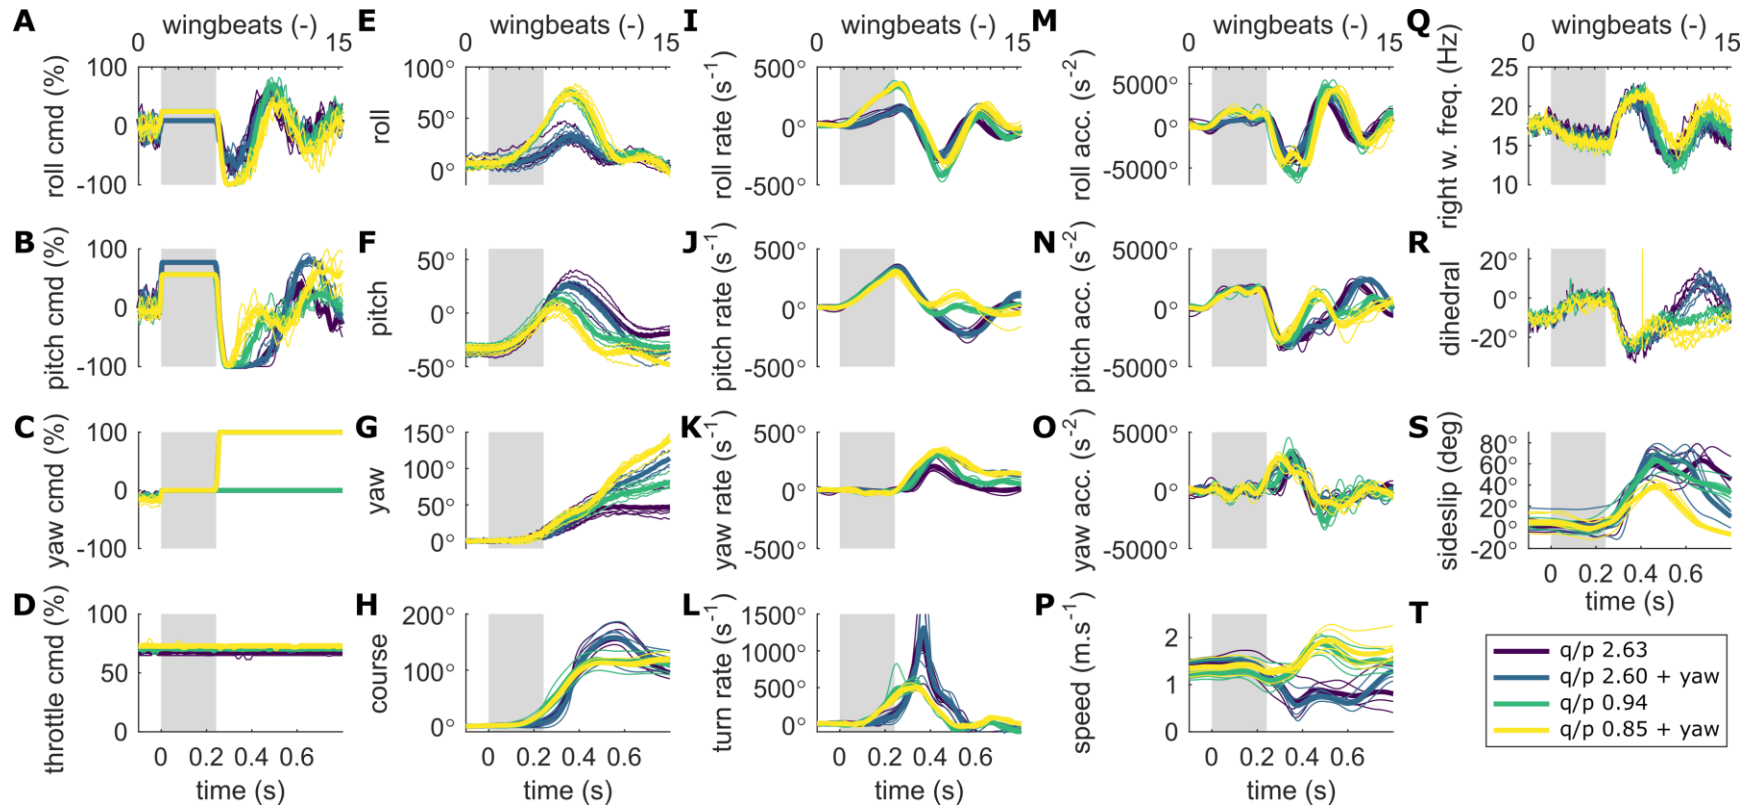 A wingbeats (-) E wingbeats (-) I wingbeats (-) M wingbeats (-) Q wingbeats (-)
0 15 0 15 0 15 0 15 0 15
roll cmd (%)
100
0
-100
roll
100°
50°
0°
roll rate (s-1)
500°
0°
-500°
roll acc. (s-2)
5000°
0°
-5000°
right w. freq. (Hz)
25
20
15
10
B
pitch cmd (%)
100
0
-100
F
pitch
50°
0°
-50°
J
pitch rate (s-1)
500°
0°
-500°
N
pitch acc. (s-2)
5000°
0°
-5000°
R
dihedral
20°
0°
-20°
C
yaw cmd (%)
100
0
-100
G
yaw
150°
100°
50°
0°
K
yaw rate (s-1)
500°
0°
-500°
O
yaw acc. (s-2)
5000°
0°
-5000°
S
sideslip (deg)
80°
60°
40°
20°
0°
-20°
0 0.2 0.4 0.6
time (s)
D
throttle cmd (%)
100
50
0
0 0.2 0.4 0.6
time (s)
H
course
200°
100°
0°
0 0.2 0.4 0.6
time (s)
L
turn rate (s-1)
1500°
1000°
500°
0°
0 0.2 0.4 0.6
time (s)
P
speed (m.s-1)
2
1
0
0 0.2 0.4 0.6
time (s)
T
q/p 2.63
q/p 2.60 + yaw
q/p 0.94
q/p 0.85 + yaw